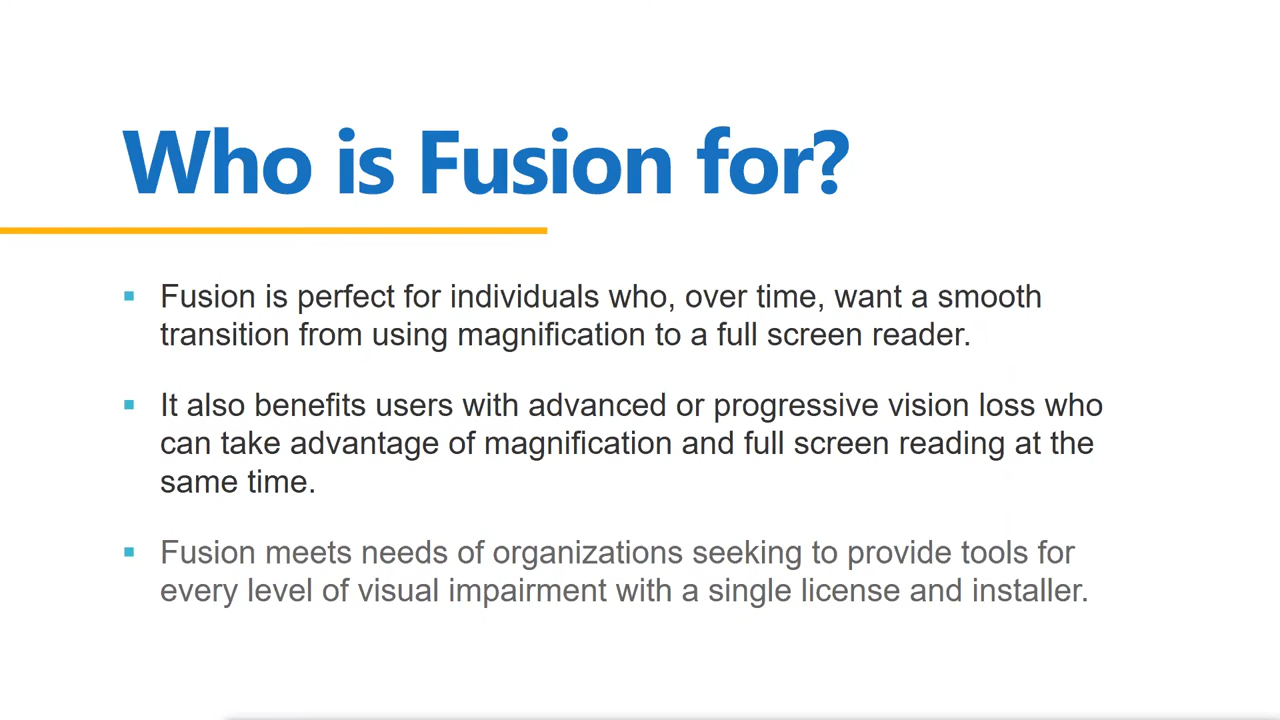 Who is Fusion for?
Fusion is perfect for individuals who, over time, want a smooth
transition from using magnification to a full screen reader.
It also benefits users with advanced or progressive vision loss who
can take advantage of magnification and full screen reading at the
same time.
Fusion meets needs of organizations seeking to provide tools for
every level of visual impairment with a single license and installer.